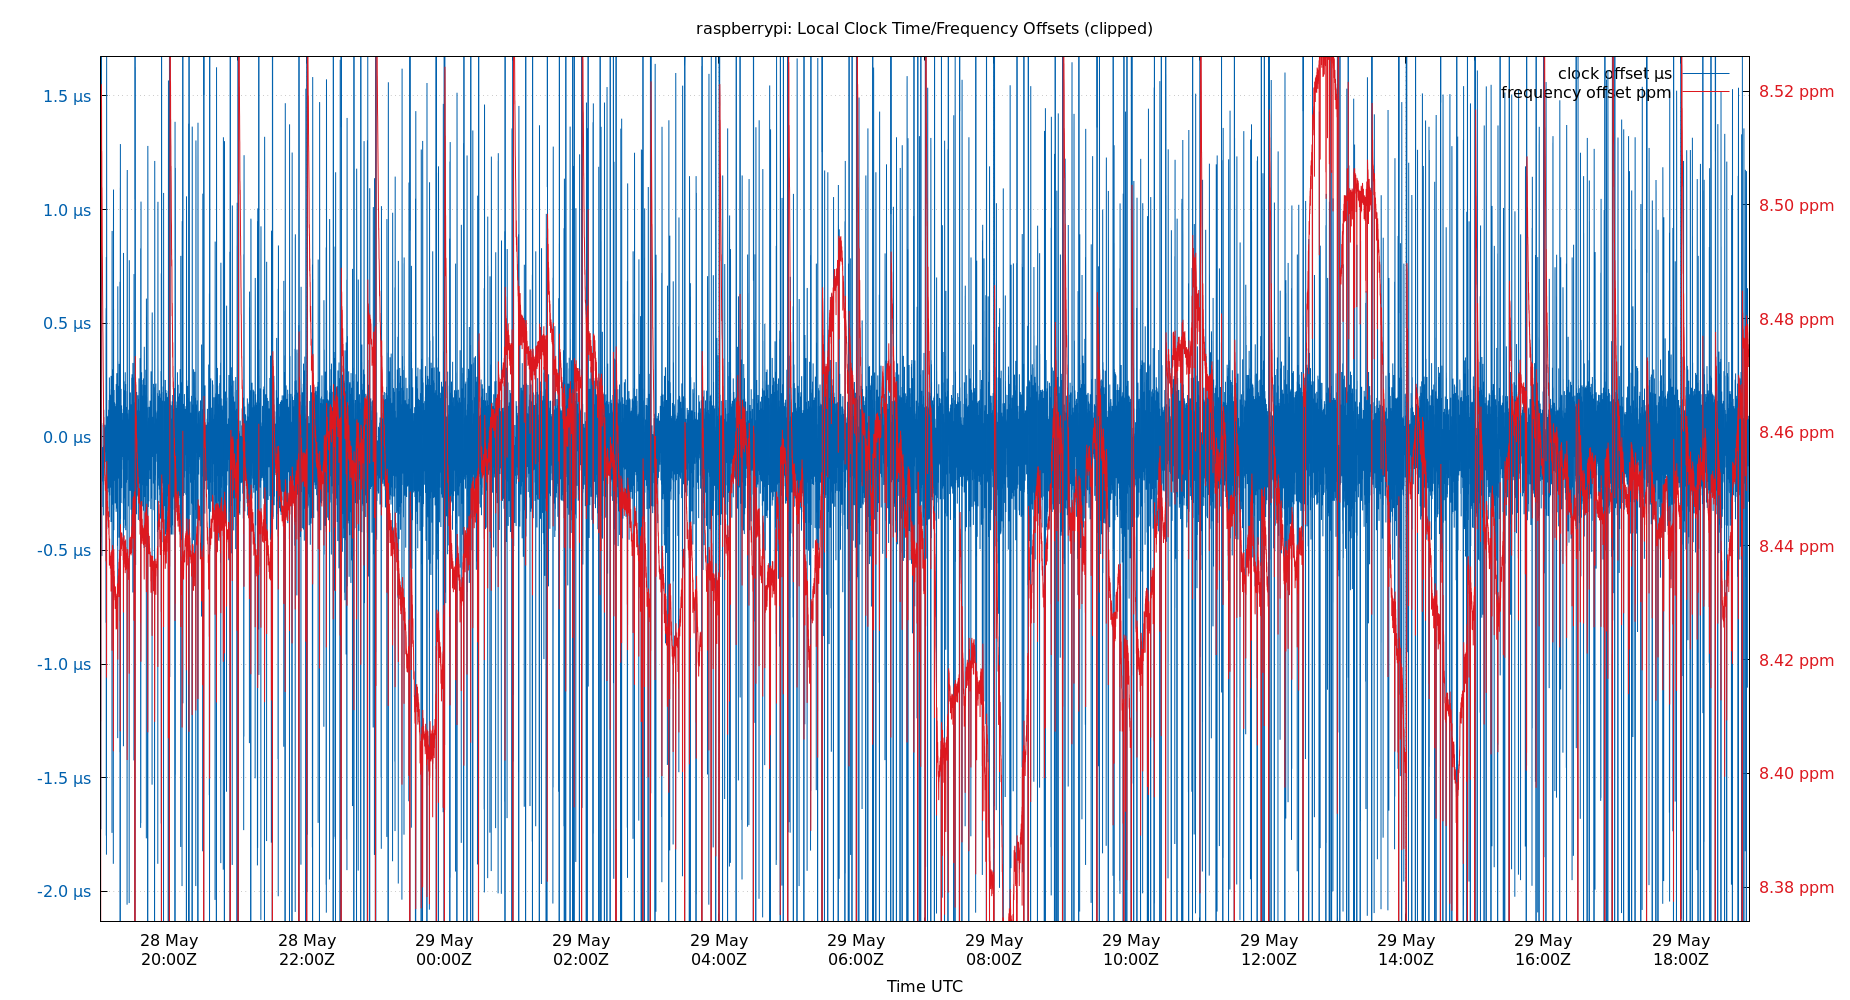 raspberrypi: Local Clock Time/Frequency Offsets (clipped)
clock offset µs
frequency offset ppm
1.5 µs
1.0 µs
0.5 µs
0.0 µs
-0.5 µs
-1.0 µs
-1.5 µs
-2.0 µs
8.52 ppm
8.50 ppm
8.48 ppm
8.46 ppm
8.44 ppm
8.42 ppm
8.40 ppm
8.38 ppm
28 May 28 May 29 May 29 May 29 May 29 May 29 May 29 May 29 May 29 May 29 May 29 May
20:00Z 22:00Z 00:00Z 02:00Z 04:00Z 06:00Z 08:00Z 10:00Z 12:00Z 14:00Z 16:00Z 18:00Z
Time UTC